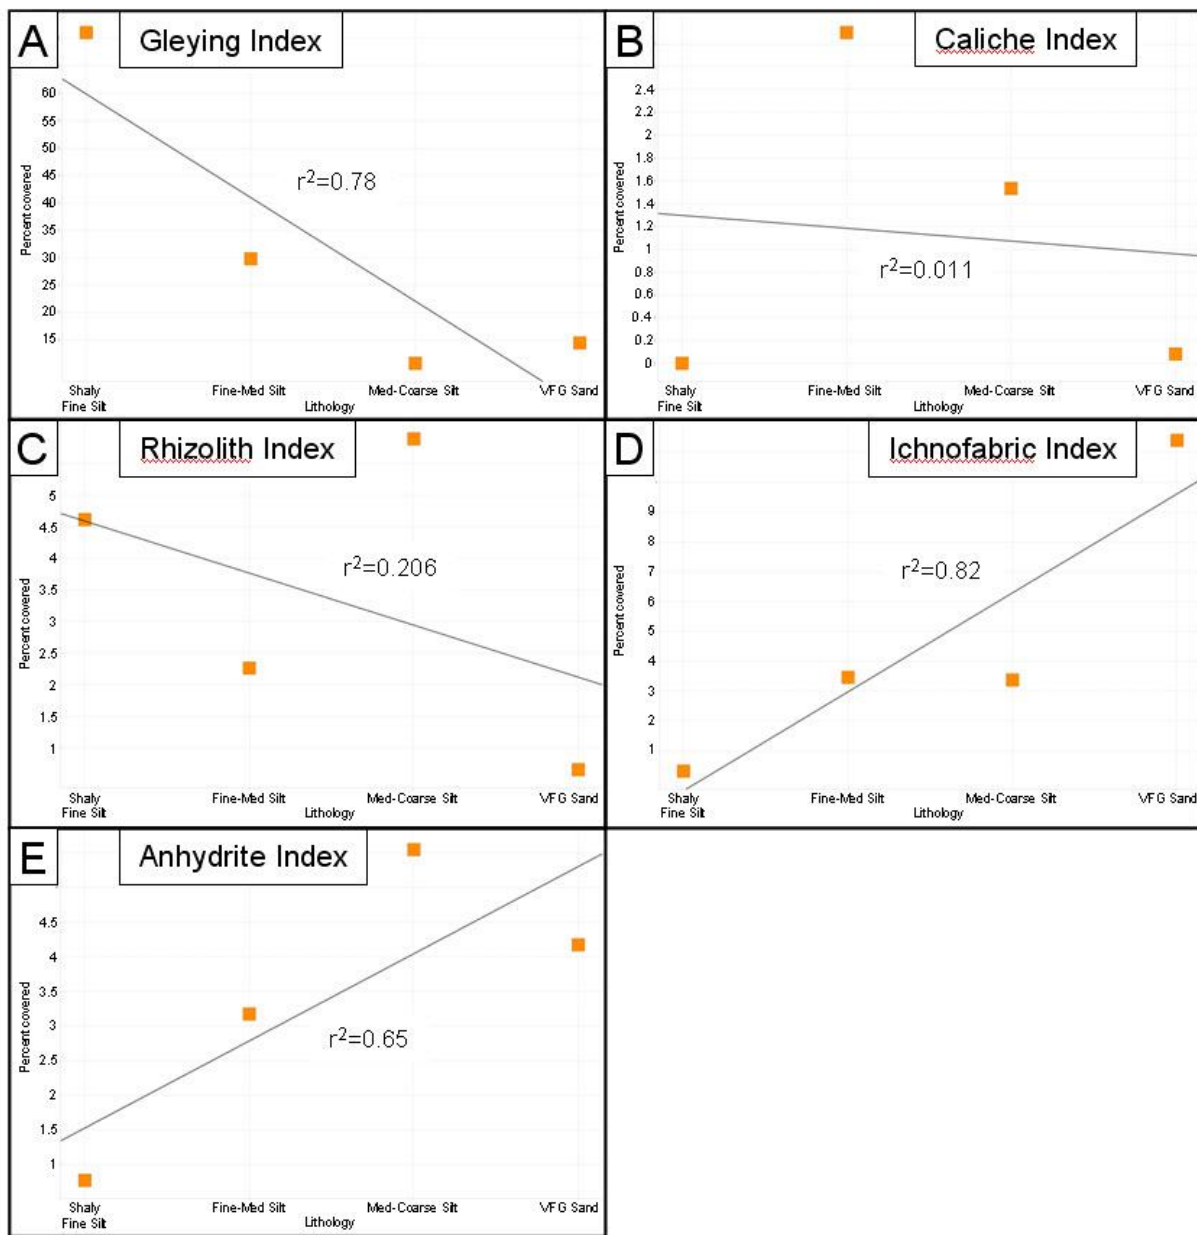 A
Gleying Index
60
55
50
45
40
35
30
25
20
15
Percent covered
r²=0.78
Shaly
Fine Silt
Fine-Med Silt
Med-Coarse Silt
VFG Sand
Lithology
B
Caliche Index
2.4
2.2
2
1.8
1.6
1.4
1.2
1
0.8
0.6
0.4
0.2
0
Percent covered
r²=0.011
Shaly
Fine Silt
Fine-Med Silt
Med-Coarse Silt
VFG Sand
Lithology
C
Rhizolith Index
5
4.5
4
3.5
3
2.5
2
1.5
1
Percent covered
r²=0.206
Shaly
Fine Silt
Fine-Med Silt
Med-Coarse Silt
VFG Sand
Lithology
D
Ichnofabric Index
9
8
7
6
5
4
3
2
1
Percent covered
r²=0.82
Shaly
Fine Silt
Fine-Med Silt
Med-Coarse Silt
VFG Sand
Lithology
E
Anhydrite Index
4.5
4
3.5
3
2.5
2
1.5
1
Percent covered
r²=0.65
Shaly
Fine Silt
Fine-Med Silt
Med-Coarse Silt
VFG Sand
Lithology